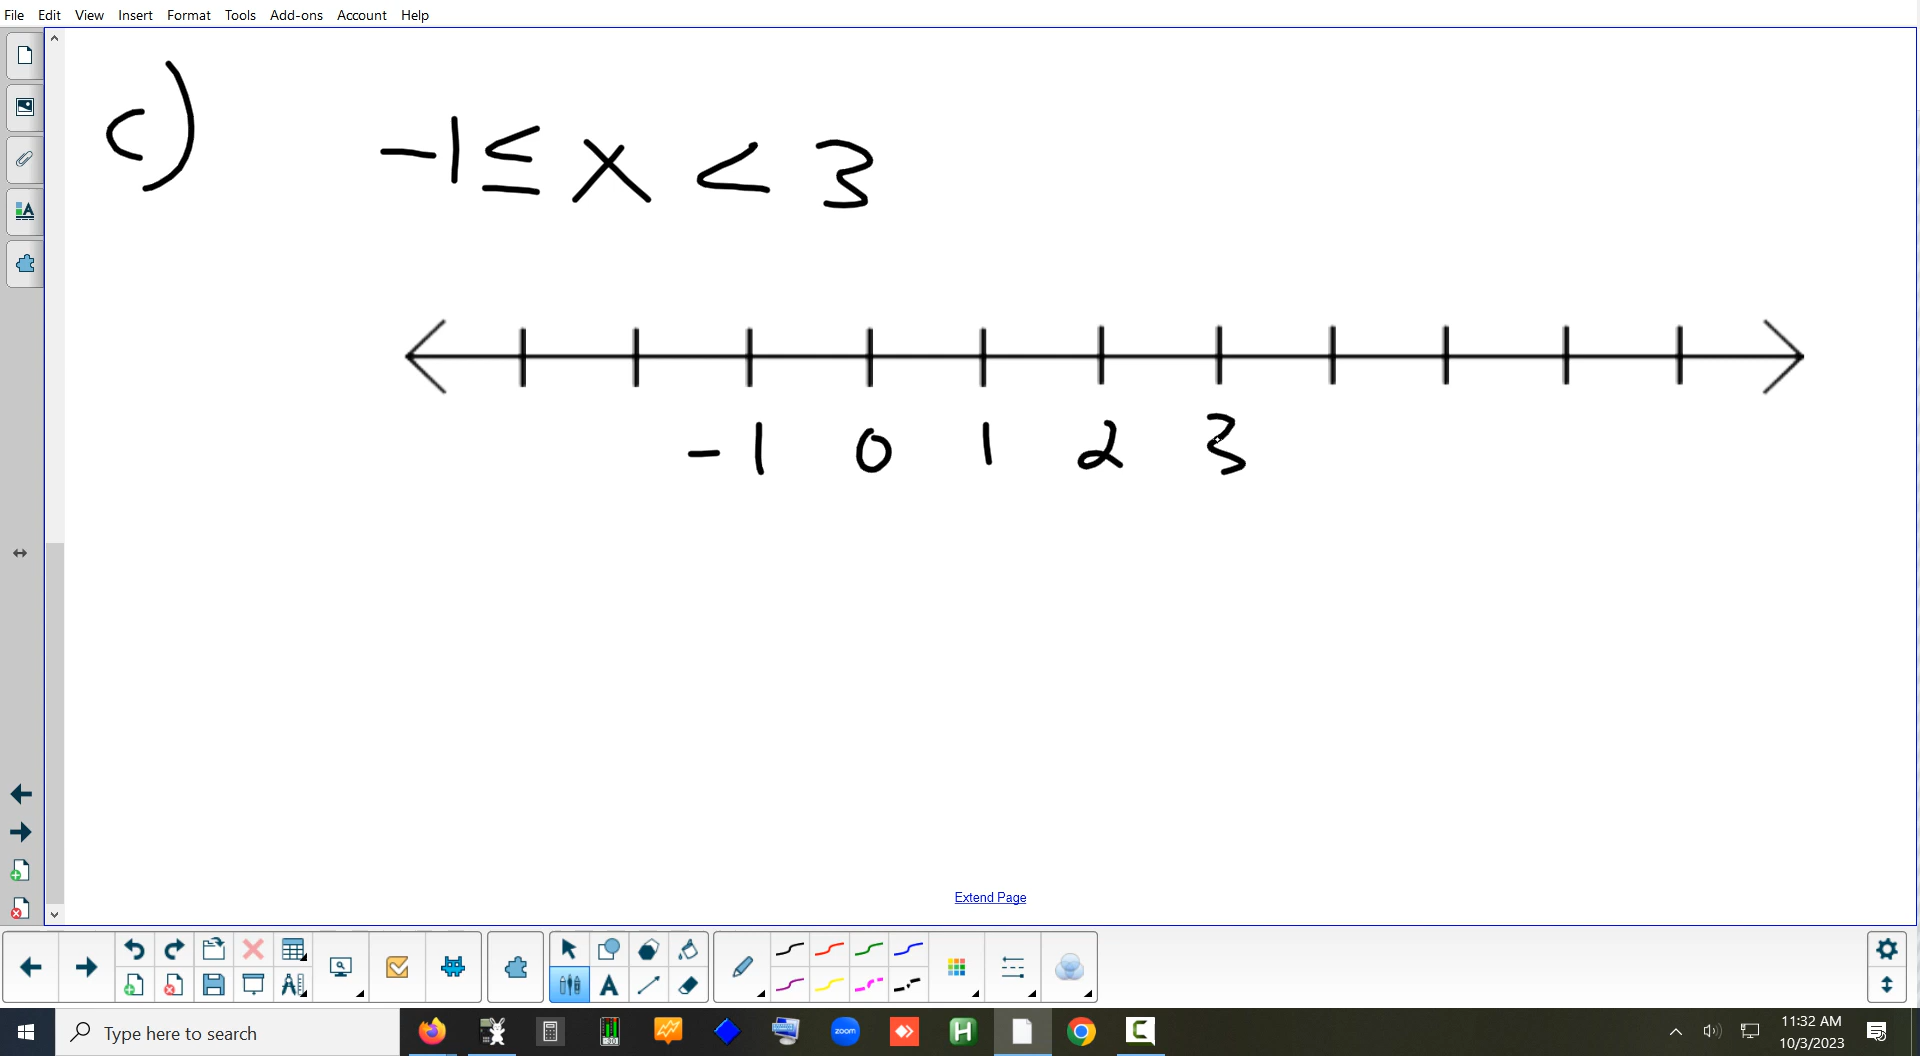 File Edit View Insert Format Tools Add-ons Account Help
c) -1 ≤ x < 3
-1 0 1 2 3
Extend Page
Type here to search
zoom
11:32 AM
10/3/2023